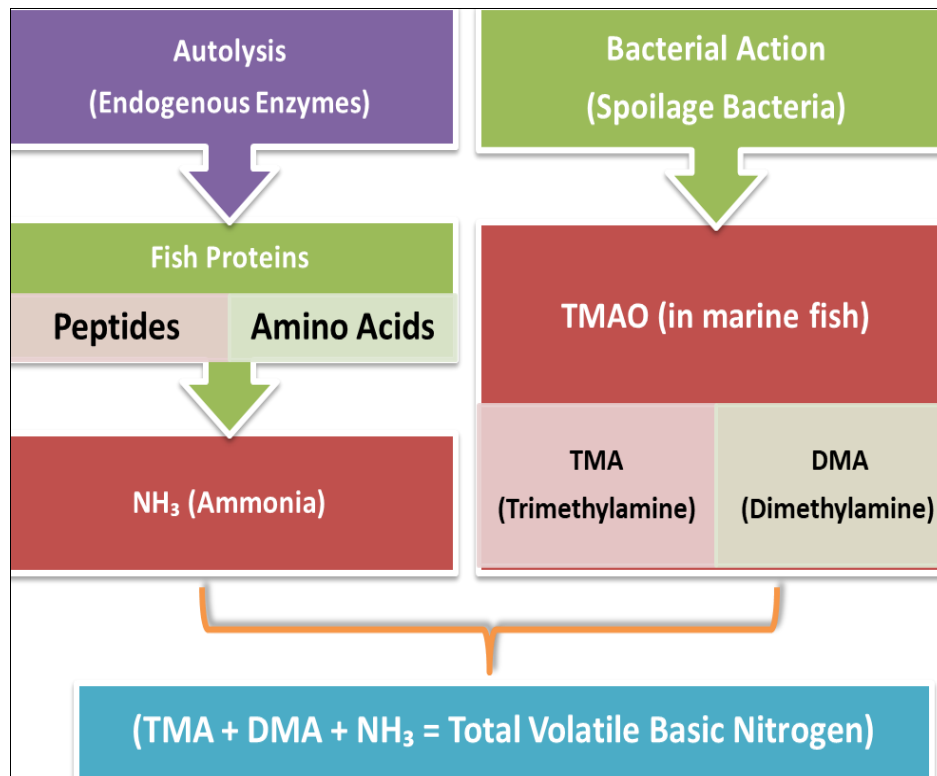 Autolysis
(Endogenous Enzymes)
Fish Proteins
Peptides
Amino Acids
NH₃ (Ammonia)
Bacterial Action
(Spoilage Bacteria)
TMAO (in marine fish)
TMA
(Trimethylamine)
DMA
(Dimethylamine)
(TMA + DMA + NH₃ = Total Volatile Basic Nitrogen)